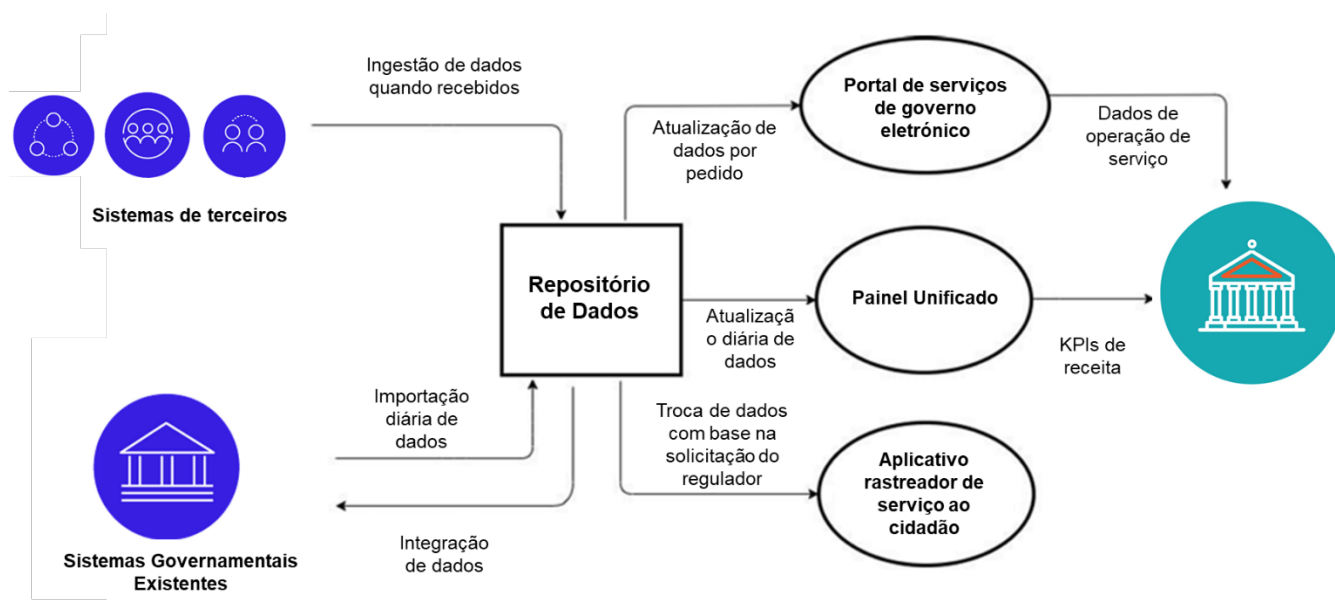 Ingestão de dados
quando recebidos
Sistemas de terceiros
Portal de serviços
de governo
eletrónico
Atualização de
dados por
pedido
Dados de
operação de
serviço
Repositório
de Dados
Painel Unificado
Atualizaçã
o diária de
dados
KPIs de
receita
Importação
diária de
dados
Troca de dados
com base na
solicitação do
regulador
Aplicativo
rastreador de
serviço ao
cidadão
Integração
de dados
Sistemas Governamentais
Existentes